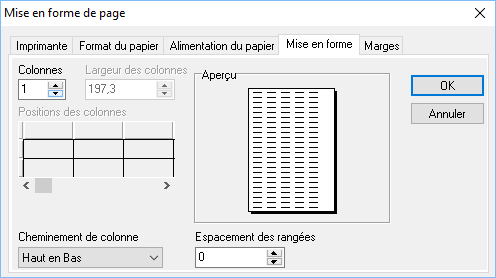 Mise en forme de page
Imprimante Format du papier Alimentation du papier Mise en forme Marges
Colonnes Largeur des colonnes
1 197,3
Positions des colonnes
Aperçu
OK
Annuler
Cheminement de colonne Espacement des rangées
Haut en Bas 0